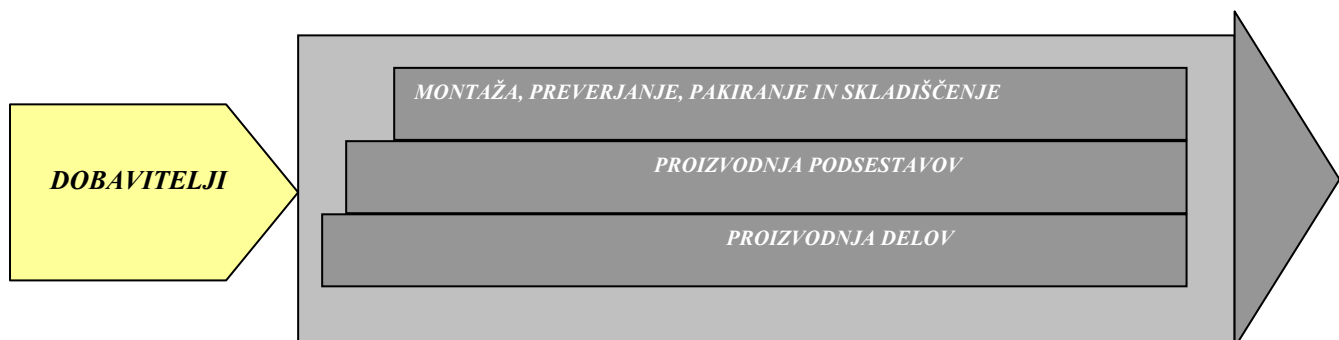 DOBAVITELJI
MONTAŽA, PREVERJANJE, PAKIRANJE IN SKLADIŠČENJE
PROIZVODNJA PODSESTAVOV
PROIZVODNJA DELOV